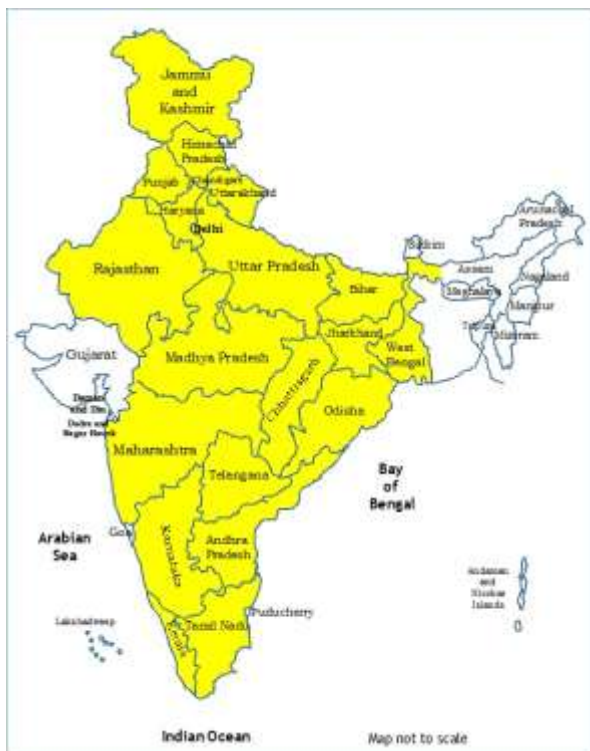 Jammu
and
Kashmir
Himachal
Pradesh
Punjab
Chandigarh
Uttarakhand
Haryana
Delhi
Arunachal
Pradesh
Sikkim
Rajasthan
Uttar Pradesh
Assam
Nagaland
Bihar
Meghalaya
Manipur
Tripura
Mizoram
Jharkhand
West
Bengal
Gujarat
Madhya Pradesh
Chhattisgarh
Daman
and Diu
Dadra and
Nagar Haveli
Odisha
Maharashtra
Telangana
Bay
of
Bengal
Goa
Karnataka
Andhra
Pradesh
Arabian
Sea
Andaman
and
Nicobar
Islands
Puducherry
Lakshadweep
Tamil Nadu
Kerala
Indian Ocean
Map not to scale